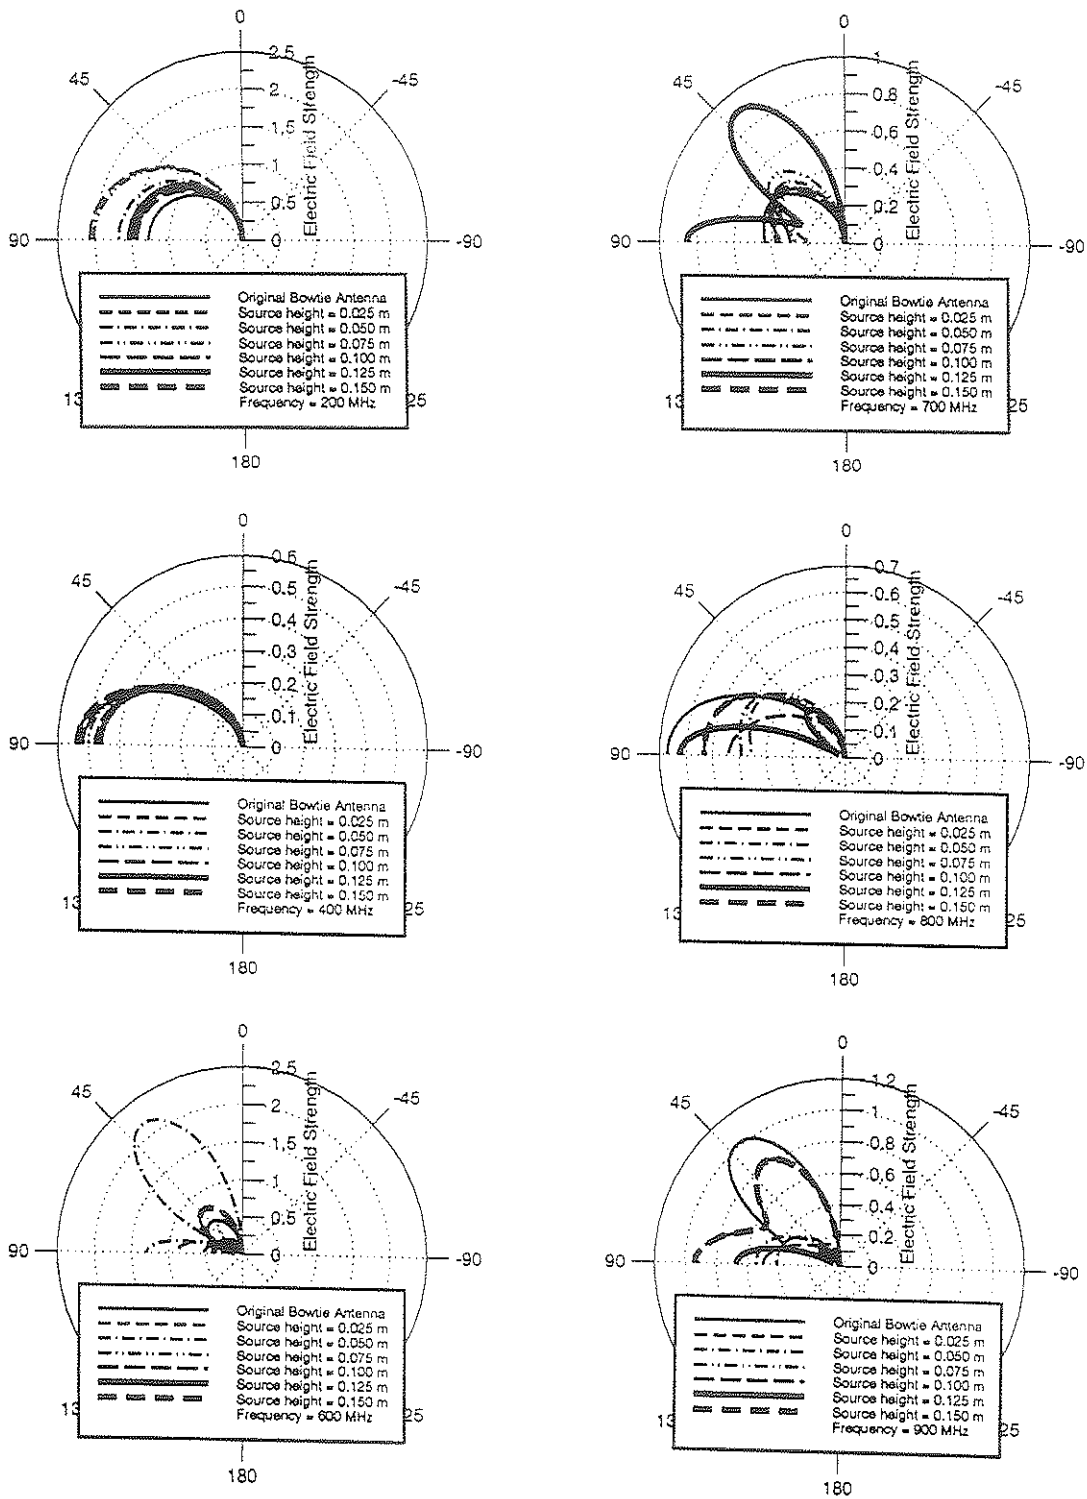 0
2.5
2
1.5
1
0.5
0
Electric Field Strength
45
-45
90
-90
Original Bowtie Antenna
Source height = 0.025 m
Source height = 0.050 m
Source height = 0.075 m
Source height = 0.100 m
Source height = 0.125 m
Source height = 0.150 m
Frequency = 200 MHz
13
25
180
0
1
0.8
0.6
0.4
0.2
0
Electric Field Strength
45
-45
90
-90
Original Bowtie Antenna
Source height = 0.025 m
Source height = 0.050 m
Source height = 0.075 m
Source height = 0.100 m
Source height = 0.125 m
Source height = 0.150 m
Frequency = 700 MHz
13
25
180
0
0.6
0.5
0.4
0.3
0.2
0.1
0
Electric Field Strength
45
-45
90
-90
Original Bowtie Antenna
Source height = 0.025 m
Source height = 0.050 m
Source height = 0.075 m
Source height = 0.100 m
Source height = 0.125 m
Source height = 0.150 m
Frequency = 400 MHz
13
25
180
0
0.7
0.6
0.5
0.4
0.3
0.2
0.1
0
Electric Field Strength
45
-45
90
-90
Original Bowtie Antenna
Source height = 0.025 m
Source height = 0.050 m
Source height = 0.075 m
Source height = 0.100 m
Source height = 0.125 m
Source height = 0.150 m
Frequency = 800 MHz
13
25
180
0
2.5
2
1.5
1
0.5
0
Electric Field Strength
45
-45
90
-90
Original Bowtie Antenna
Source height = 0.025 m
Source height = 0.050 m
Source height = 0.075 m
Source height = 0.100 m
Source height = 0.125 m
Source height = 0.150 m
Frequency = 600 MHz
13
25
180
0
1.2
1
0.8
0.6
0.4
0.2
0
Electric Field Strength
45
-45
90
-90
Original Bowtie Antenna
Source height = 0.025 m
Source height = 0.050 m
Source height = 0.075 m
Source height = 0.100 m
Source height = 0.125 m
Source height = 0.150 m
Frequency = 900 MHz
13
25
180